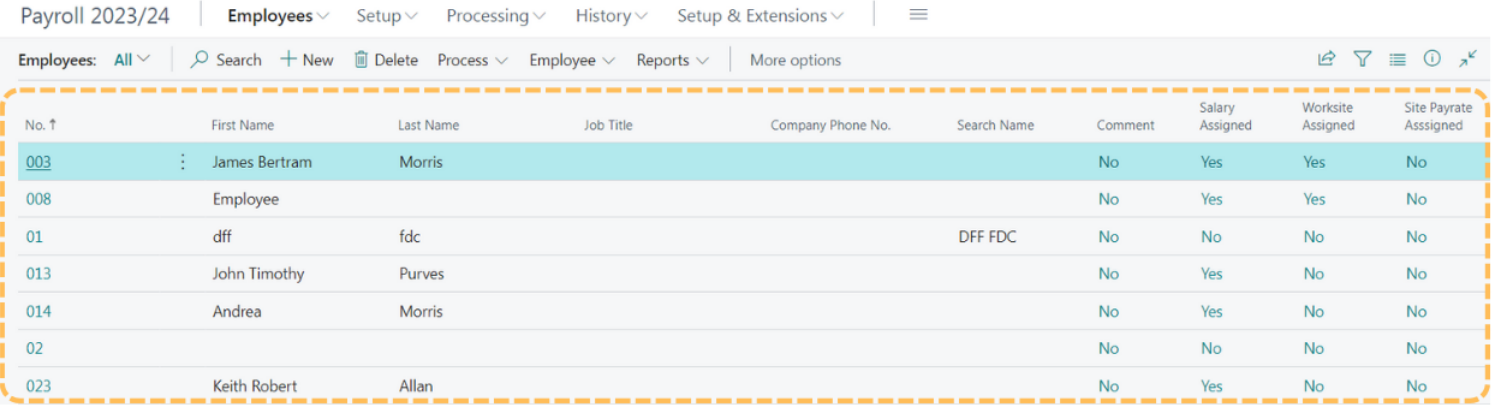 Payroll 2023/24 Employees Setup Processing History Setup & Extensions
Employees: All Search New Delete Process Employee Reports More options
No. ↑ First Name Last Name Job Title Company Phone No. Search Name Comment Salary Assigned Worksite Assigned Site Payrate Asssigned
003 James Bertram Morris No Yes Yes No
008 Employee No Yes Yes No
01 dff fdc DFF FDC No No No No
013 John Timothy Purves No Yes No No
014 Andrea Morris No Yes No No
02 No No No No
023 Keith Robert Allan No Yes No No